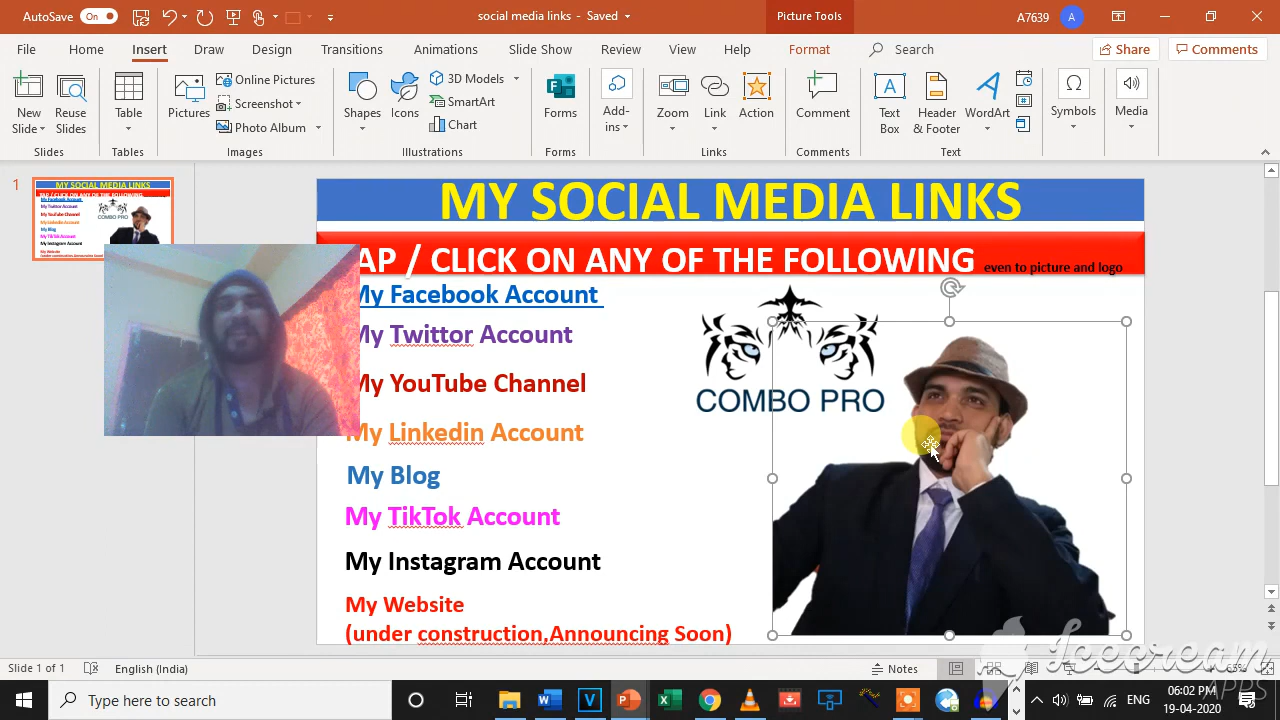 AutoSave On social media links - Saved Picture Tools A7639 A
File Home Insert Draw Design Transitions Animations Slide Show Review View Help Format Search Share Comments
New Slide Reuse Slides Table Pictures Online Pictures Screenshot Photo Album Shapes Icons 3D Models SmartArt Chart Forms Add-ins Zoom Link Action Comment Text Box Header & Footer WordArt Symbols Media
Slides Tables Images Illustrations Forms Links Comments Text
1
MY SOCIAL MEDIA LINKS
AP / CLICK ON ANY OF THE FOLLOWING even to picture and logo
My Facebook Account
My Twittor Account
My YouTube Channel
My Linkedin Account
My Blog
My TikTok Account
My Instagram Account
My Website
(under construction,Announcing Soon)
COMBO PRO
Slide 1 of 1 English (India) Notes
Icecream
APPS
Type here to search ENG 06:02 PM
19-04-2020